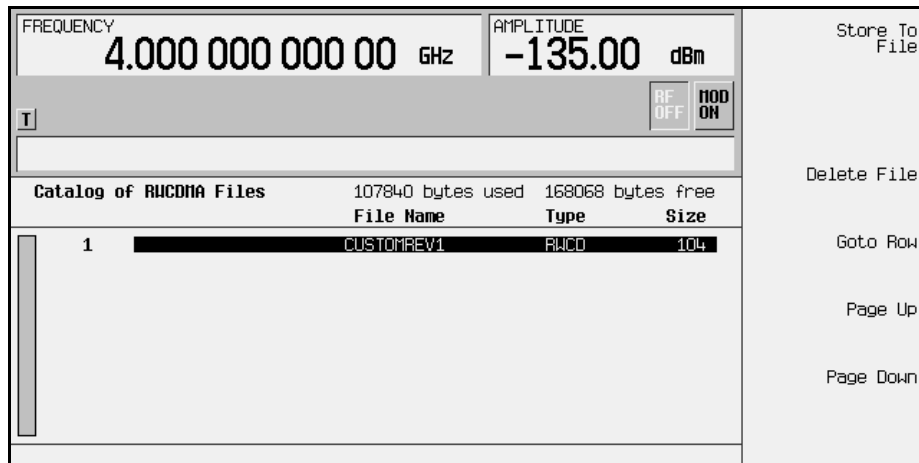 FREQUENCY
4.000 000 000 00 GHz
AMPLITUDE
-135.00 dBm
RF OFF
MOD ON
T
Catalog of RWCDMA Files 107840 bytes used 168068 bytes free
File Name Type Size
1 CUSTOMREV1 RWCD 104
Store To
File
Delete File
Goto Row
Page Up
Page Down